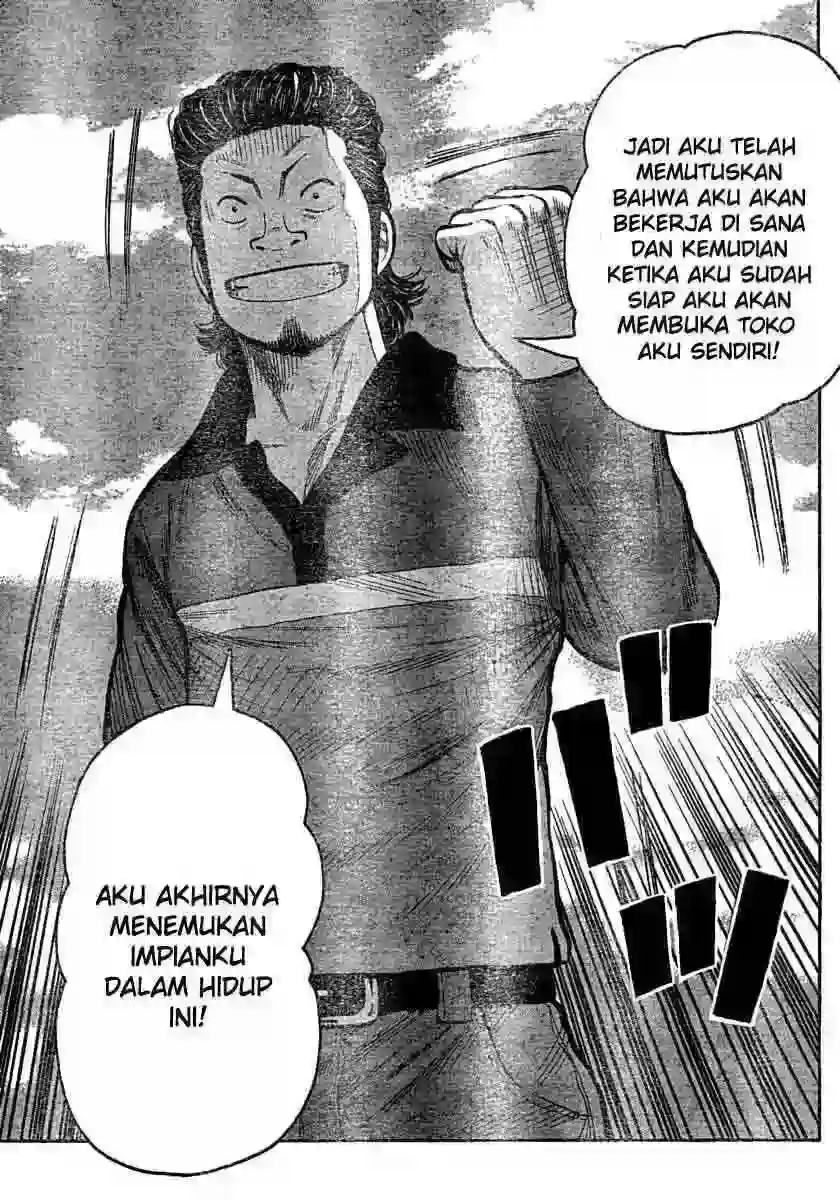 JADI AKU TELAH
MEMUTUSKAN
BAHWA AKU AKAN
BEKERJA DI SANA
DAN KEMUDIAN
KETIKA AKU SUDAH
SIAP AKU AKAN
MEMBUKA TOKO
AKU SENDIRI!
AKU AKHIRNYA
MENEMUKAN
IMPIANKU
DALAM HIDUP
INI!